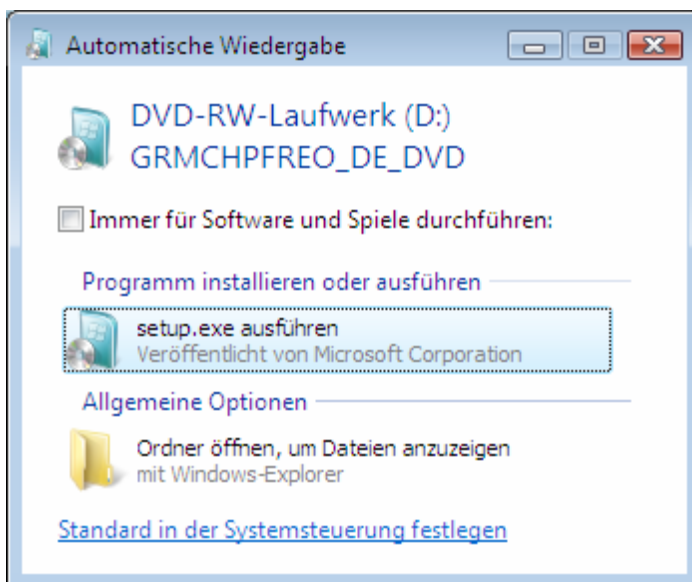 Automatische Wiedergabe
DVD-RW-Laufwerk (D:)
GRMCHPFREO_DE_DVD
Immer für Software und Spiele durchführen:
Programm installieren oder ausführen
setup.exe ausführen
Veröffentlicht von Microsoft Corporation
Allgemeine Optionen
Ordner öffnen, um Dateien anzuzeigen
mit Windows-Explorer
Standard in der Systemsteuerung festlegen